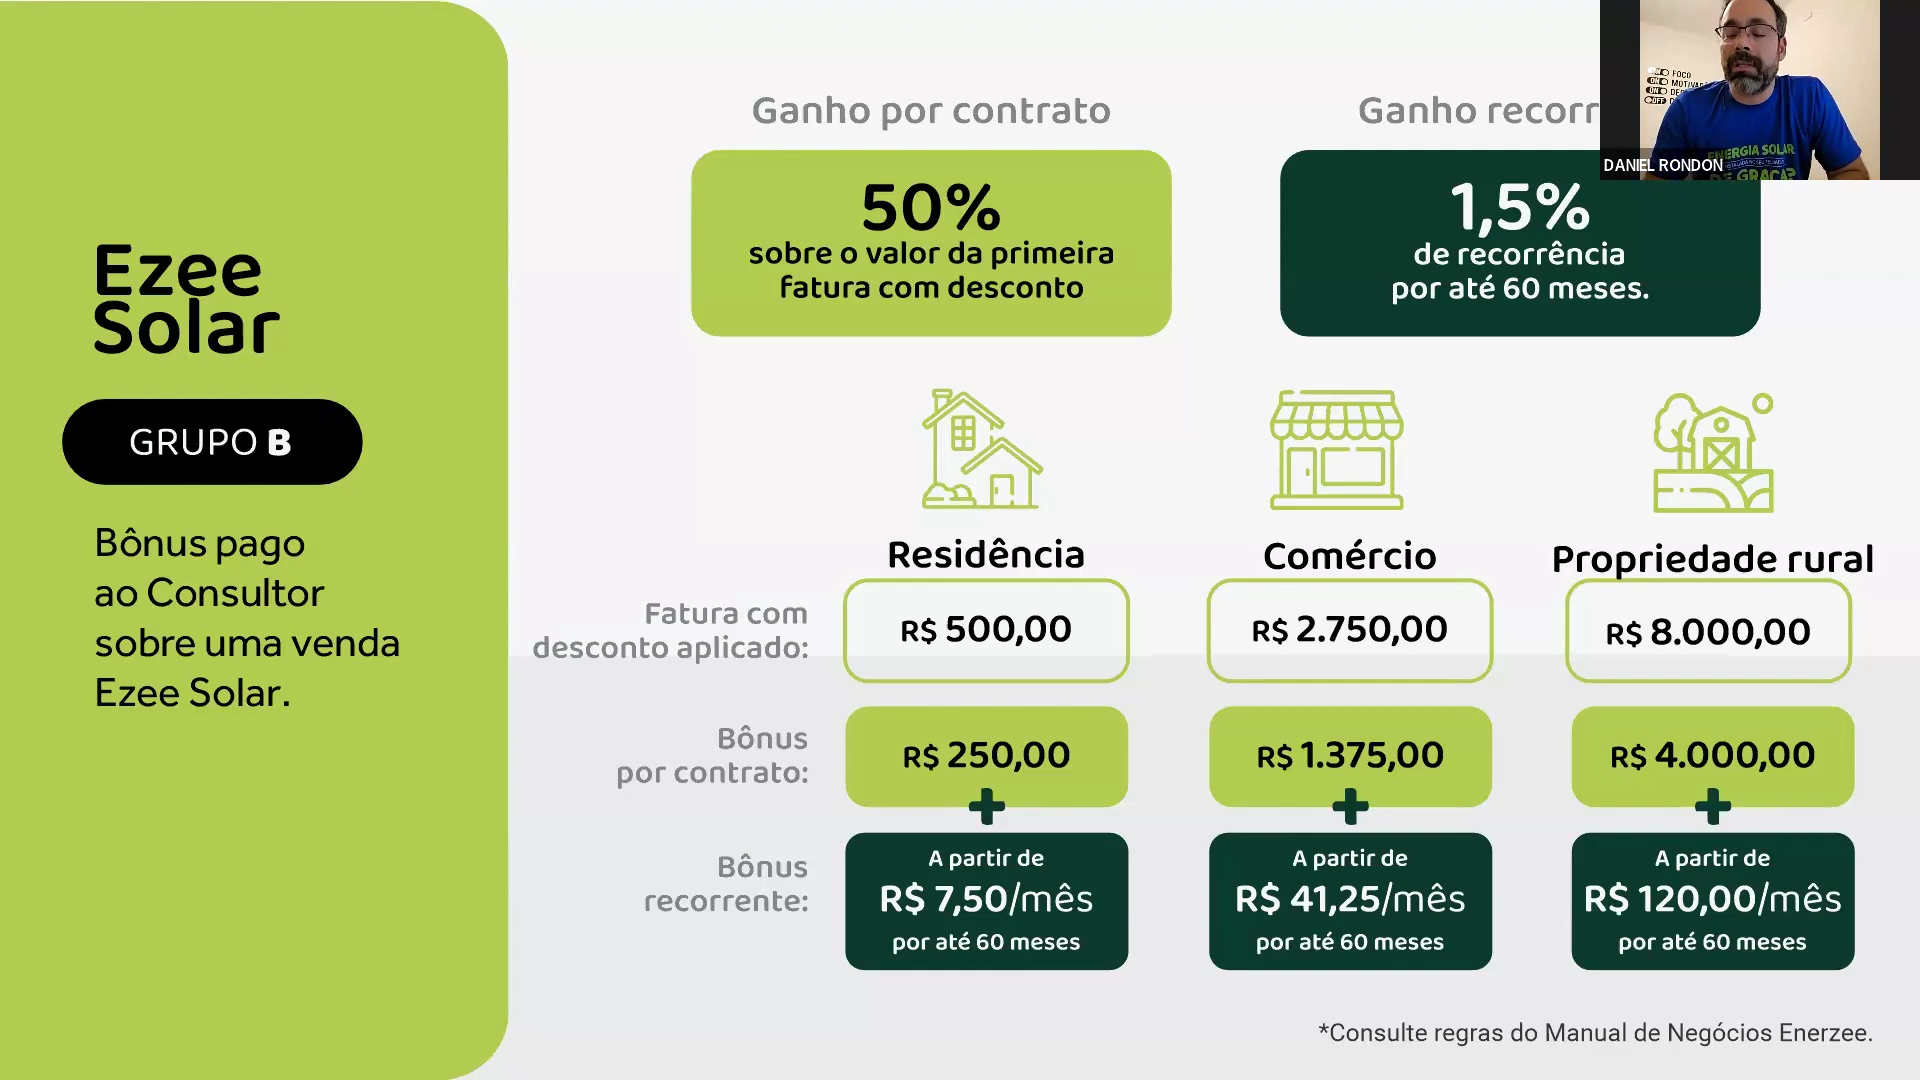 Ezee
Solar
GRUPO B
Bônus pago
ao Consultor
sobre uma venda
Ezee Solar.
Ganho por contrato
50%
sobre o valor da primeira
fatura com desconto
Ganho
1,5%
de recorrência
por até 60 meses.
FOCO
DANIEL RONDON
ENERGIA SOLAR
DE GRAÇA?
Residência
Comércio
Propriedade rural
Fatura com
desconto aplicado:
R$ 500,00
R$ 2.750,00
R$ 8.000,00
Bônus
por contrato:
R$ 250,00
R$ 1.375,00
R$ 4.000,00
+
+
+
Bônus
recorrente:
A partir de
R$ 7,50/mês
por até 60 meses
A partir de
R$ 41,25/mês
por até 60 meses
A partir de
R$ 120,00/mês
por até 60 meses
*Consulte regras do Manual de Negócios Enerzee.